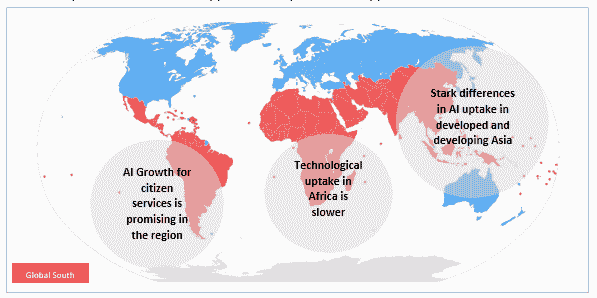 Stark differences
in AI uptake in
developed and
developing Asia
AI Growth for
citizen
services is
promising in
the region
Technological
uptake in
Africa is
slower
Global South